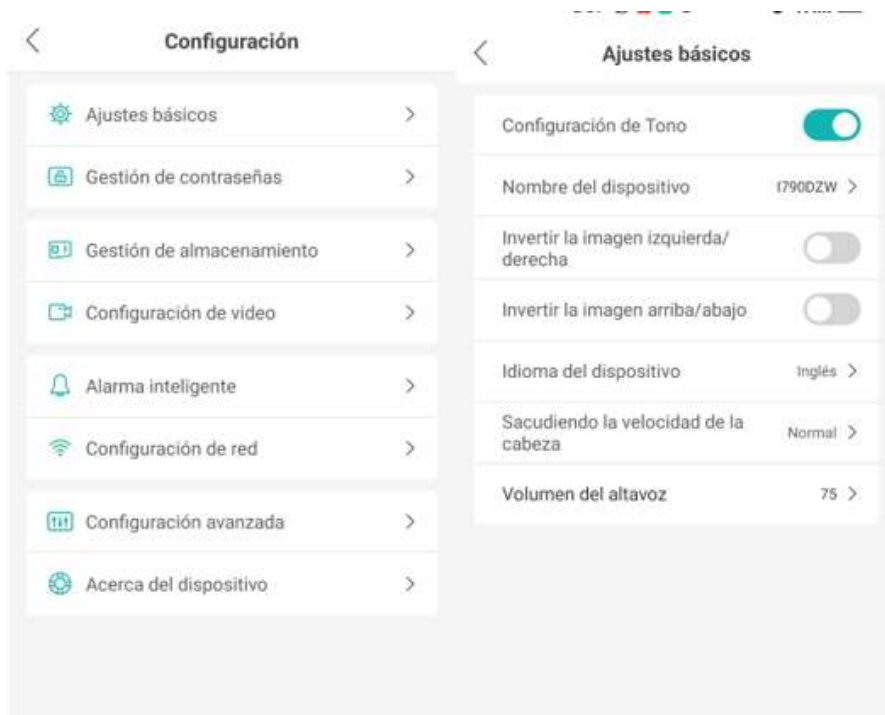 Configuración
Ajustes básicos
Gestión de contraseñas
Gestión de almacenamiento
Configuración de video
Alarma inteligente
Configuración de red
Configuración avanzada
Acerca del dispositivo
Ajustes básicos
Configuración de Tono
Nombre del dispositivo I790DZW
Invertir la imagen izquierda/
derecha
Invertir la imagen arriba/abajo
Idioma del dispositivo Inglés
Sacudiendo la velocidad de la
cabeza Normal
Volumen del altavoz 75